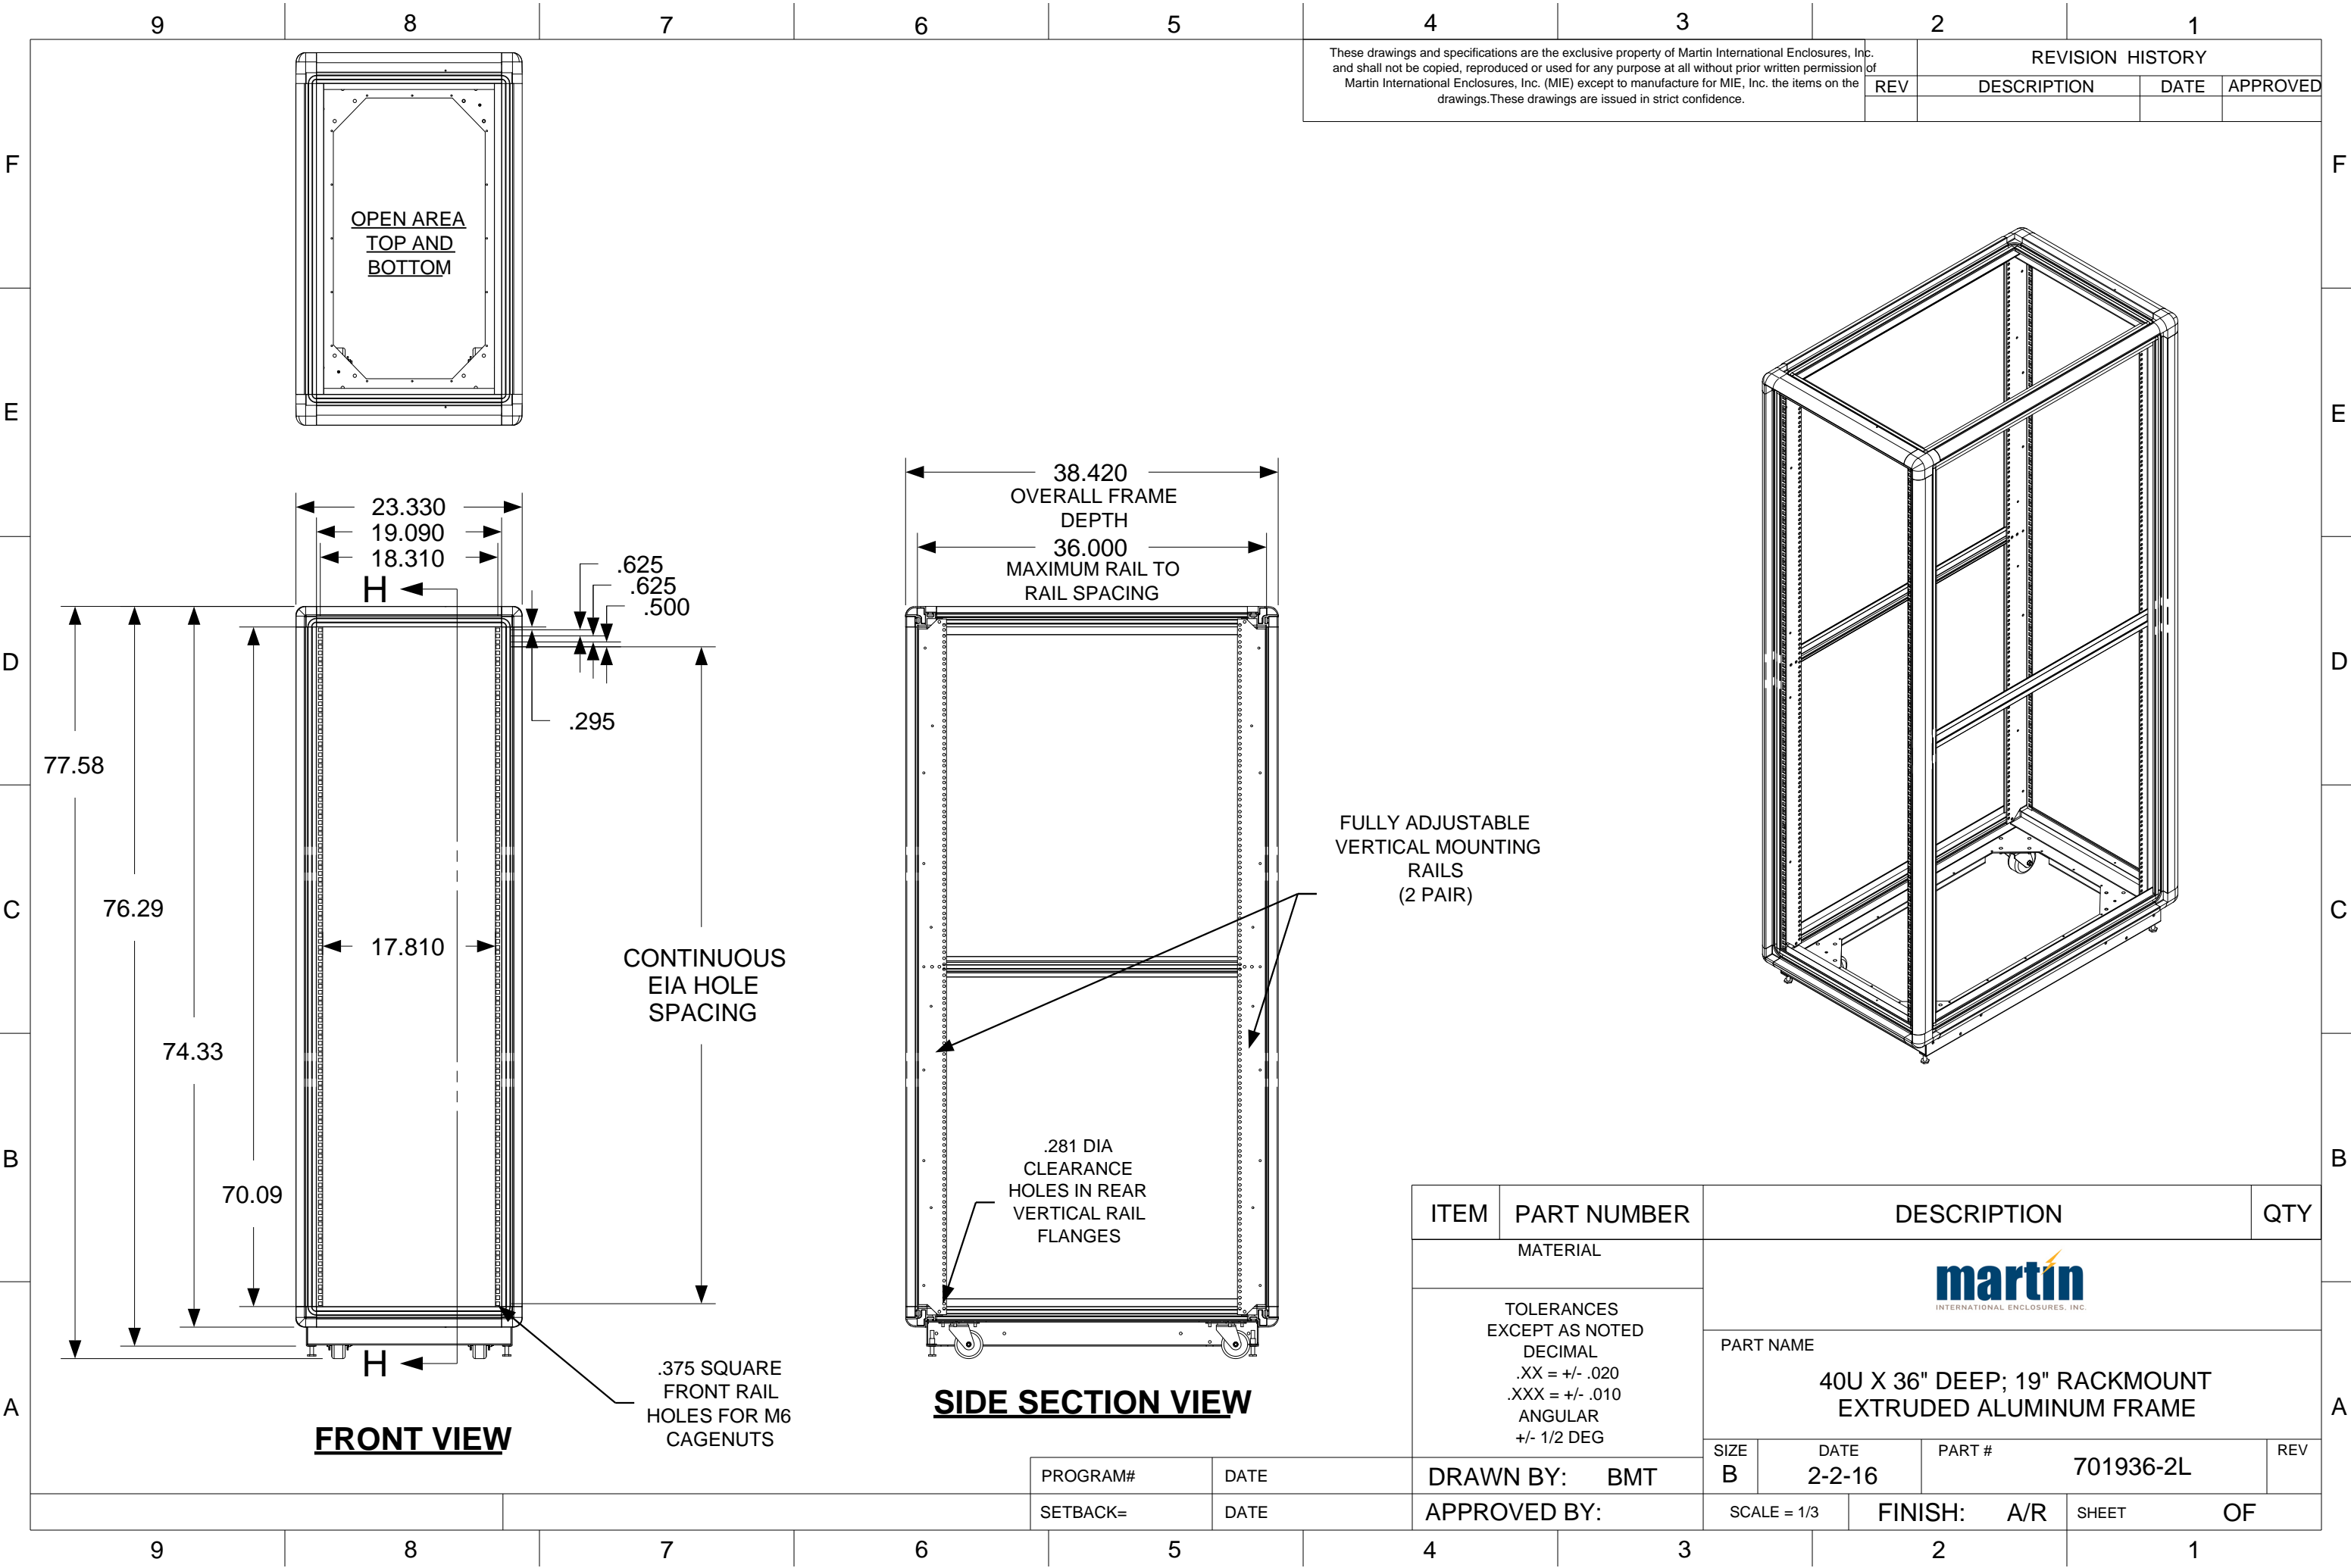 9 8 7 6 5 4 3 2 1
These drawings and specifications are the exclusive property of Martin International Enclosures, Inc.
and shall not be copied, reproduced or used for any purpose at all without prior written permission of
Martin International Enclosures, Inc. (MIE) except to manufacture for MIE, Inc. the items on the
drawings.These drawings are issued in strict confidence.
REVISION HISTORY
REV DESCRIPTION DATE APPROVED
F F
E E
D D
C C
B B
A A
OPEN AREA
TOP AND
BOTTOM
23.330
19.090
18.310
H
.625
.625
.500
.295
77.58
76.29
74.33
70.09
17.810
CONTINUOUS
EIA HOLE
SPACING
H
.375 SQUARE
FRONT RAIL
HOLES FOR M6
CAGENUTS
FRONT VIEW
38.420
OVERALL FRAME
DEPTH
36.000
MAXIMUM RAIL TO
RAIL SPACING
FULLY ADJUSTABLE
VERTICAL MOUNTING
RAILS
(2 PAIR)
.281 DIA
CLEARANCE
HOLES IN REAR
VERTICAL RAIL
FLANGES
SIDE SECTION VIEW
ITEM PART NUMBER DESCRIPTION QTY
MATERIAL
TOLERANCES
EXCEPT AS NOTED
DECIMAL
.XX = +/- .020
.XXX = +/- .010
ANGULAR
+/- 1/2 DEG
martin
INTERNATIONAL ENCLOSURES, INC.
PART NAME
40U X 36" DEEP; 19" RACKMOUNT
EXTRUDED ALUMINUM FRAME
SIZE DATE PART # REV
B 2-2-16 701936-2L
PROGRAM# DATE DRAWN BY: BMT
SETBACK= DATE APPROVED BY: SCALE = 1/3 FINISH: A/R SHEET OF
9 8 7 6 5 4 3 2 1